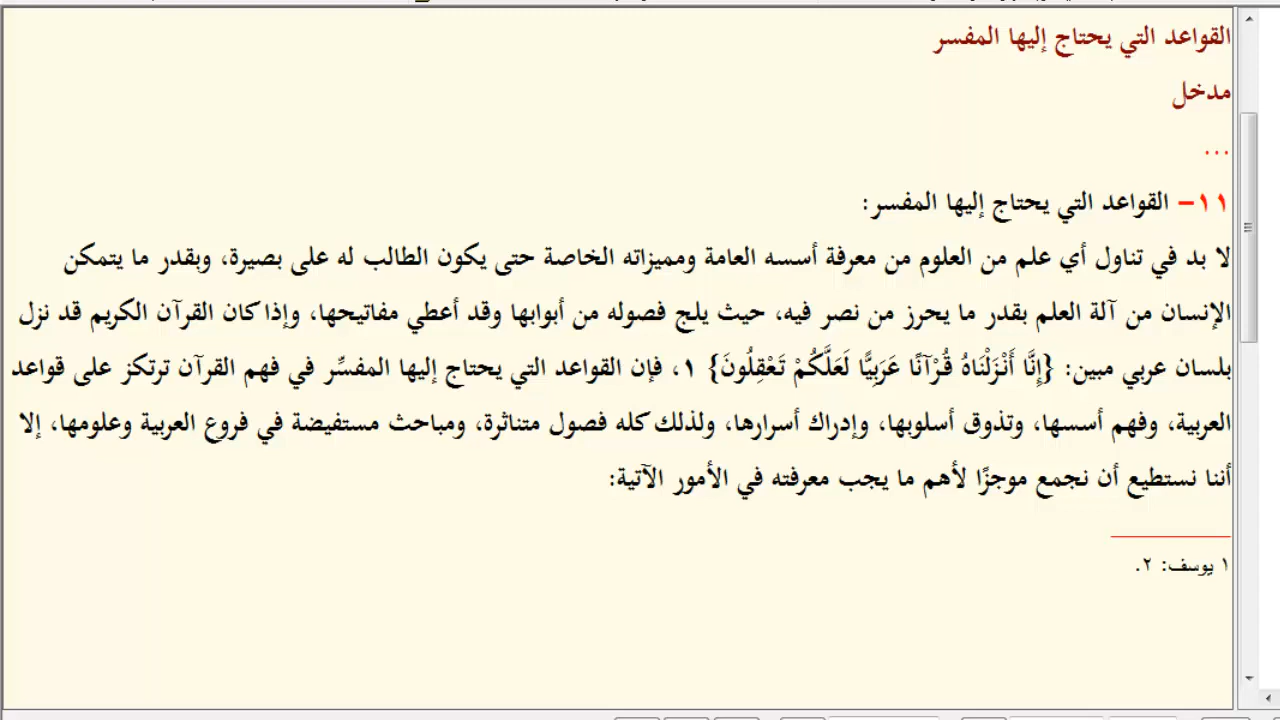 القواعد التي يحتاج إليها المفسر
مدخل
...
١١- القواعد التي يحتاج إليها المفسر:
لا بد في تناول أي علم من العلوم من معرفة أسسه العامة ومميزاته الخاصة حتى يكون الطالب له على بصيرة، وبقدر ما يتمكن
الإنسان من آلة العلم بقدر ما يحرز من نصر فيه، حيث يلج فصوله من أبوابها وقد أعطي مفاتيحها، وإذا كان القرآن الكريم قد نزل
بلسان عربي مبين: {إِنَّا أَنْزَلْنَاهُ قُرْآنًا عَرَبِيًّا لَعَلَّكُمْ تَعْقِلُونَ} ١، فإن القواعد التي يحتاج إليها المفسِّر في فهم القرآن ترتكز على قواعد
العربية، وفهم أسسها، وتذوق أسلوبها، وإدراك أسرارها، ولذلك كله فصول متناثرة، ومباحث مستفيضة في فروع العربية وعلومها، إلا
أننا نستطيع أن نجمع موجزًا لأهم ما يجب معرفته في الأمور الآتية:
١ يوسف: ٢.